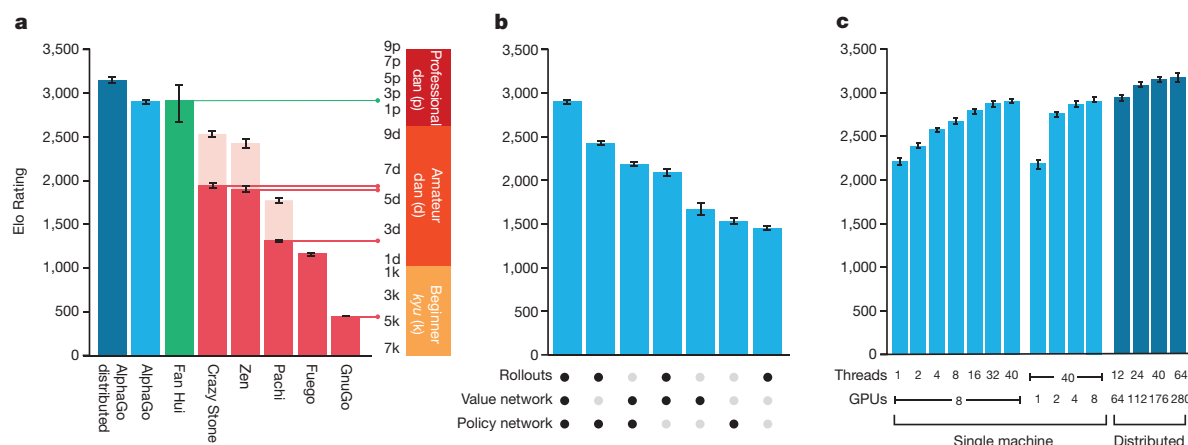 a
Elo Rating
3,500
3,000
2,500
2,000
1,500
1,000
500
0
AlphaGo distributed
AlphaGo
Fan Hui
Crazy Stone
Zen
Pachi
Fuego
GnuGo
9p
7p
5p
3p
1p
9d
7d
5d
3d
1d
1k
3k
5k
7k
Professional
dan (p)
Amateur
dan (d)
Beginner
kyu (k)
b
3,500
3,000
2,500
2,000
1,500
1,000
500
0
Rollouts
Value network
Policy network
c
3,500
3,000
2,500
2,000
1,500
1,000
500
0
Threads 1 2 4 8 16 32 40 40 12 24 40 64
GPUs 8 1 2 4 8 64 112 176 280
Single machine Distributed